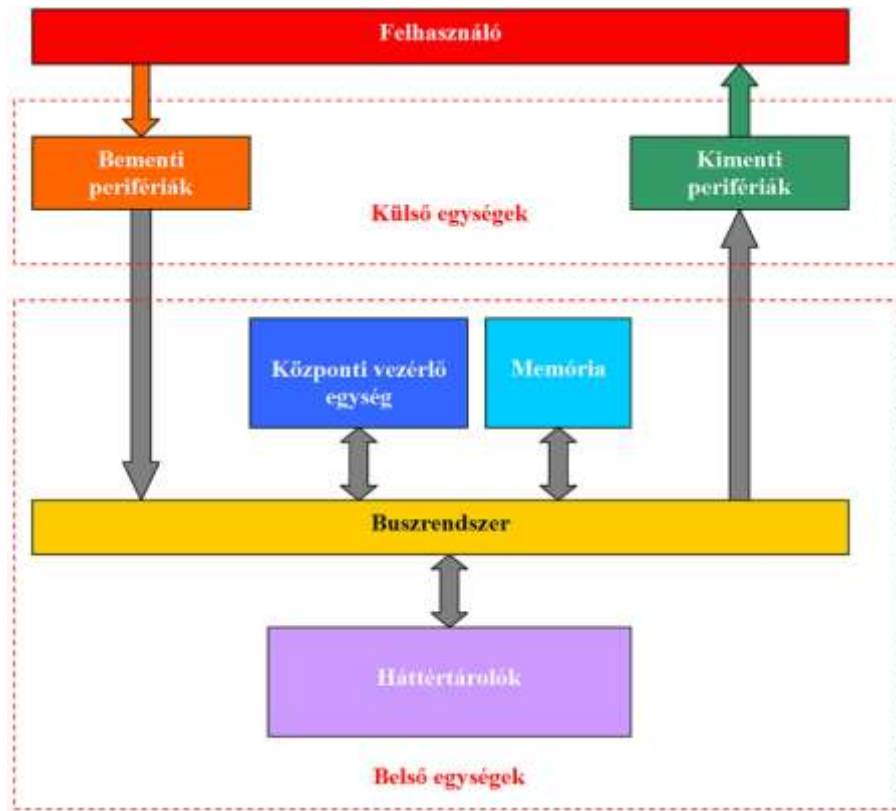 Felhasználó
Bementi
perifériák
Kimenti
perifériák
Külső egységek
Központi vezérlő
egység
Memória
Buszrendszer
Háttértárolók
Belső egységek